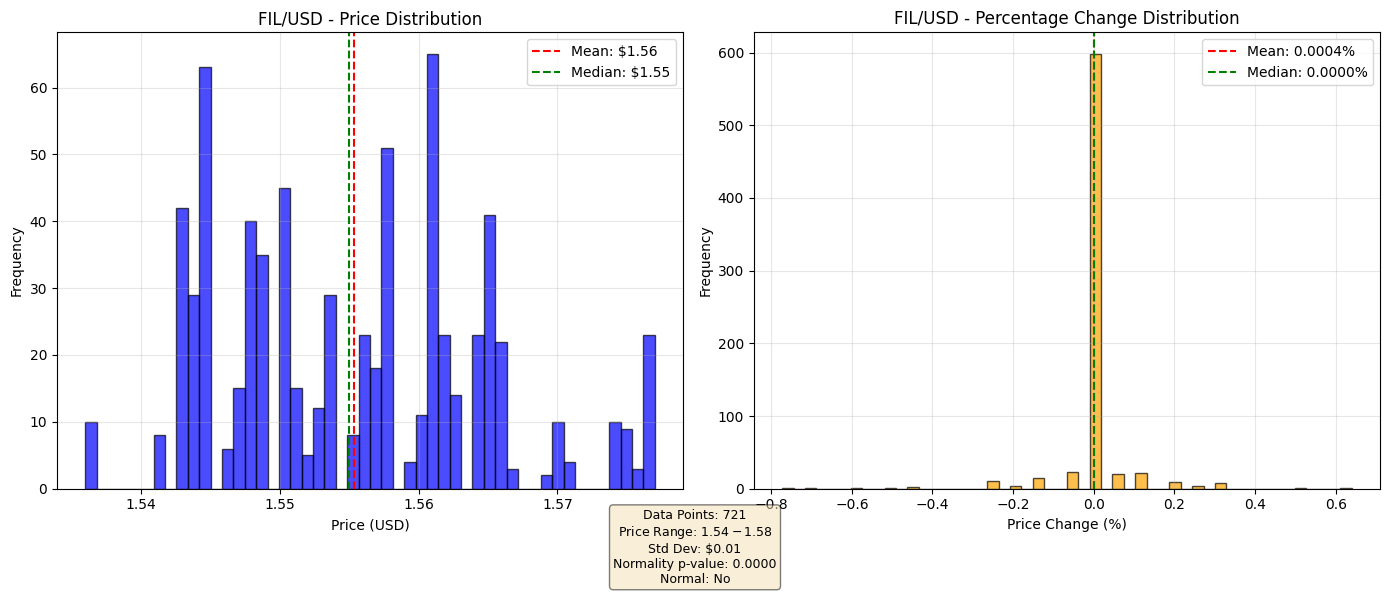 FIL/USD - Price Distribution
Mean: $1.56
Median: $1.55
Frequency
60
50
40
30
20
10
0
1.54
1.55
1.56
1.57
Price (USD)
FIL/USD - Percentage Change Distribution
Mean: 0.0004%
Median: 0.0000%
Frequency
600
500
400
300
200
100
0
−0.8
−0.6
−0.4
−0.2
0.0
0.2
0.4
0.6
Price Change (%)
Data Points: 721
Price Range: 1.54 − 1.58
Std Dev: $0.01
Normality p-value: 0.0000
Normal: No